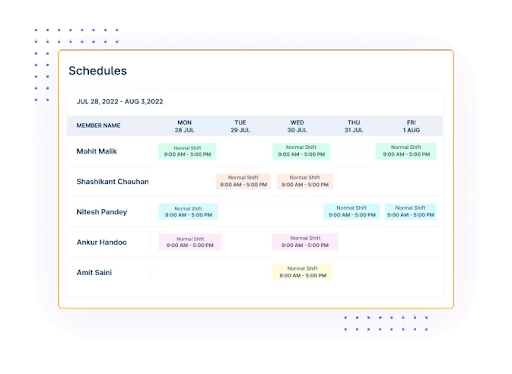 Schedules
JUL 28, 2022 - AUG 3,2022
MEMBER NAME
MON
28 JUL
TUE
29 JUL
WED
30 JUL
THU
31 JUL
FRI
1 AUG
Mohit Malik
Normal Shift
9:00 AM - 5:00 PM
Normal Shift
9:00 AM - 5:00 PM
Normal Shift
9:00 AM - 5:00 PM
Shashikant Chauhan
Normal Shift
9:00 AM - 5:00 PM
Normal Shift
9:00 AM - 5:00 PM
Nitesh Pandey
Normal Shift
9:00 AM - 5:00 PM
Normal Shift
9:00 AM - 5:00 PM
Normal Shift
9:00 AM - 5:00 PM
Ankur Handoo
Normal Shift
9:00 AM - 5:00 PM
Normal Shift
9:00 AM - 5:00 PM
Amit Saini
Normal Shift
9:00 AM - 5:00 PM